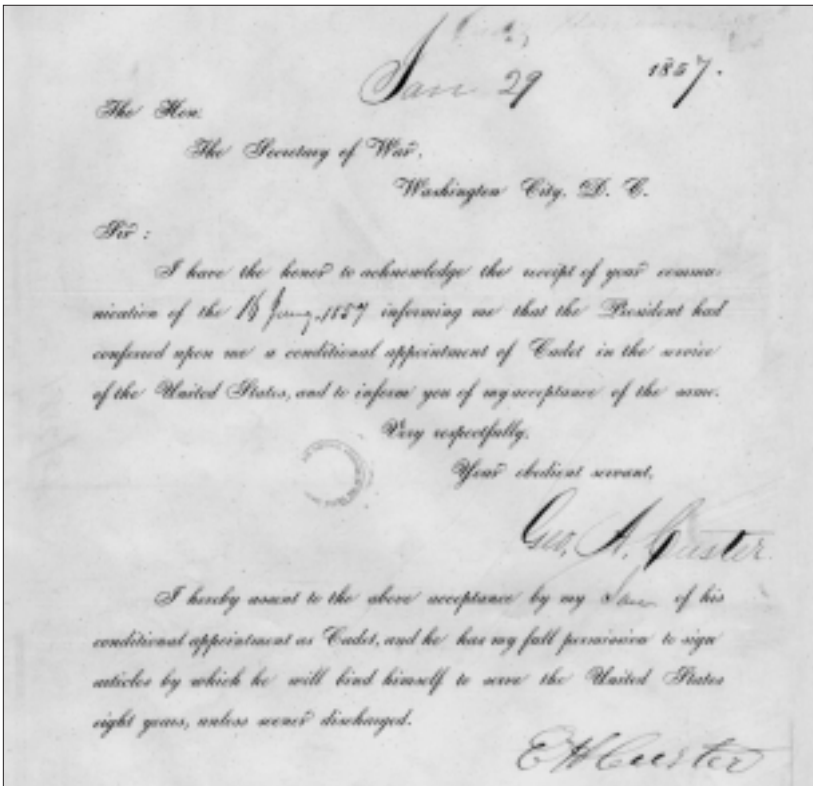 Jan 29 1857.
The Hon:
The Secretary of War,
Washington City, D. C.
Sir:
I have the honor to acknowledge the receipt of your commu-
nication of the Jany. 1857 informing me that the President had
conferred upon me a conditional appointment of Cadet in the service
of the United States, and to inform you of my acceptance of the same.
Very respectfully,
Your obedient servant,
Geo. A. Custer
I hereby assent to the above acceptance by my Son of his
conditional appointment as Cadet, and he has my full permission to sign
articles by which he will bind himself to serve the United States
eight years, unless sooner discharged.
E H Custer